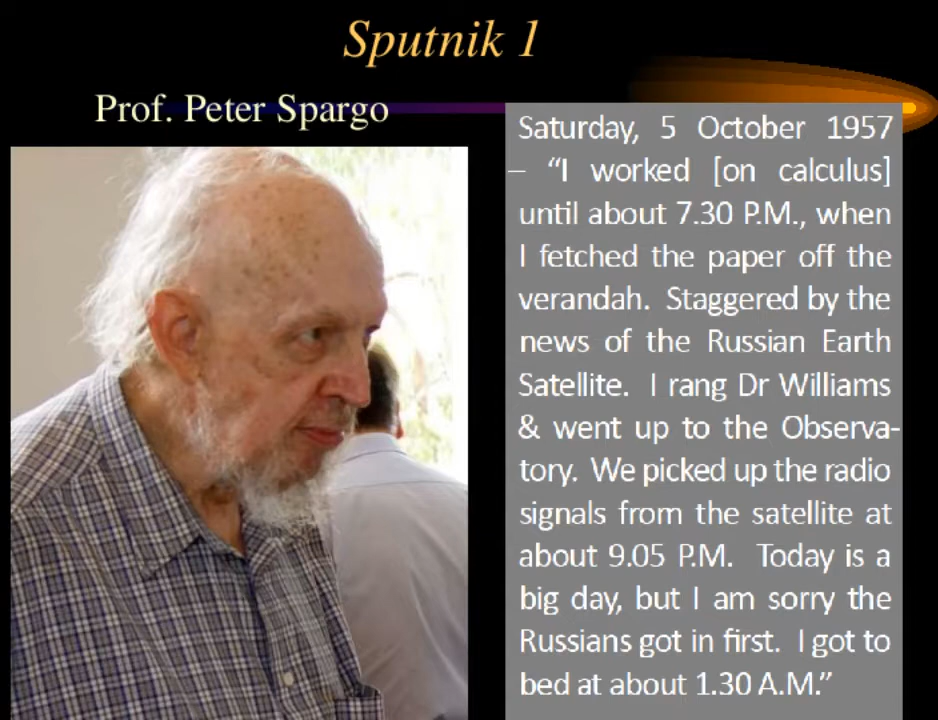 Sputnik 1
Prof. Peter Spargo
Saturday, 5 October 1957
– “I worked [on calculus]
until about 7.30 P.M., when
I fetched the paper off the
verandah. Staggered by the
news of the Russian Earth
Satellite. I rang Dr Williams
& went up to the Observa-
tory. We picked up the radio
signals from the satellite at
about 9.05 P.M. Today is a
big day, but I am sorry the
Russians got in first. I got to
bed at about 1.30 A.M.”